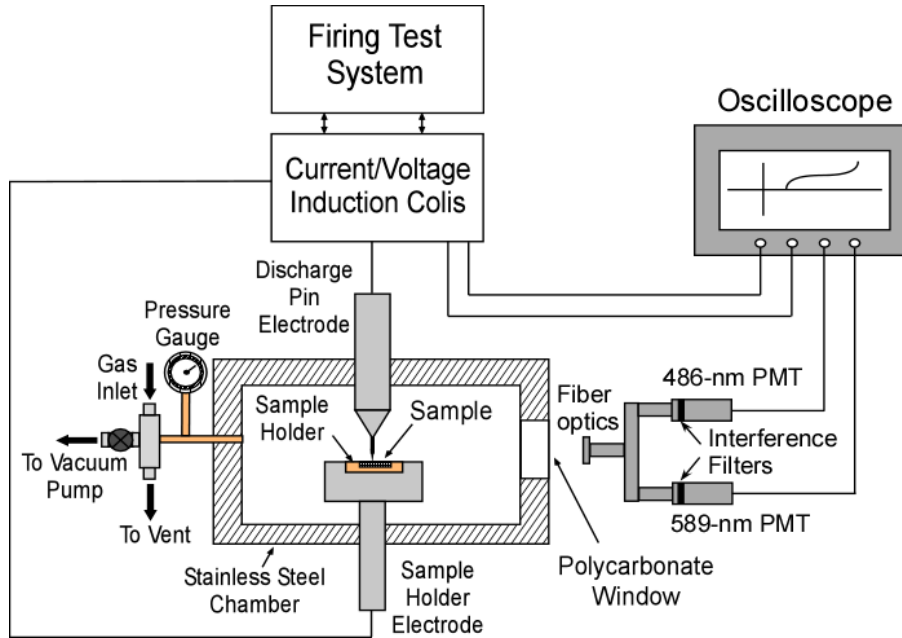 Firing Test
System
Oscilloscope
Current/Voltage
Induction Colis
Discharge
Pin
Electrode
Pressure
Gauge
Gas
Inlet
To Vacuum
Pump
To Vent
Sample
Holder
Sample
Fiber
optics
486-nm PMT
Interference
Filters
589-nm PMT
Stainless Steel
Chamber
Sample
Holder
Electrode
Polycarbonate
Window